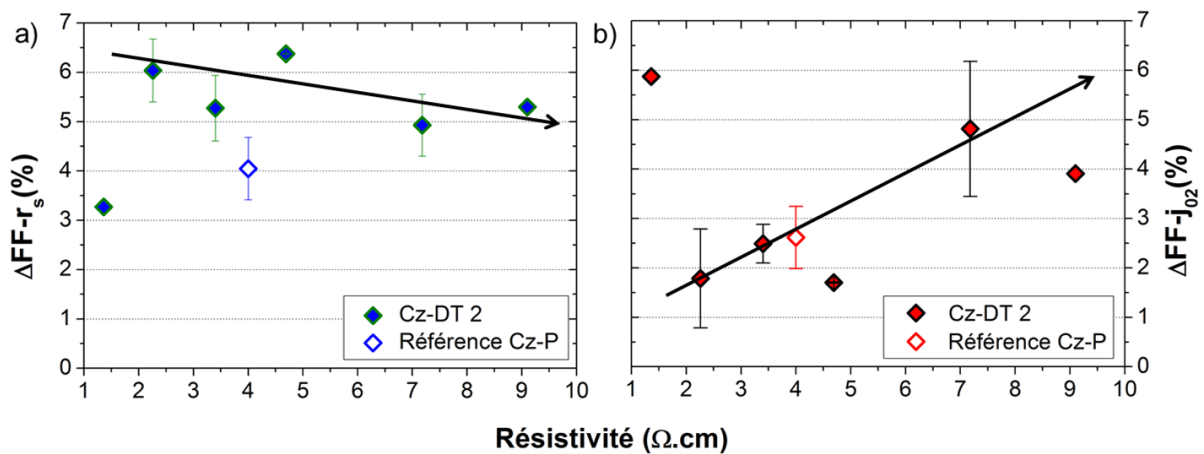 a)
7
6
5
4
3
2
1
0
ΔFF-rs(%)
Cz-DT 2
Référence Cz-P
1 2 3 4 5 6 7 8 9 10
b)
7
6
5
4
3
2
1
0
ΔFF-j02(%)
Cz-DT 2
Référence Cz-P
1 2 3 4 5 6 7 8 9 10
Résistivité (Ω.cm)